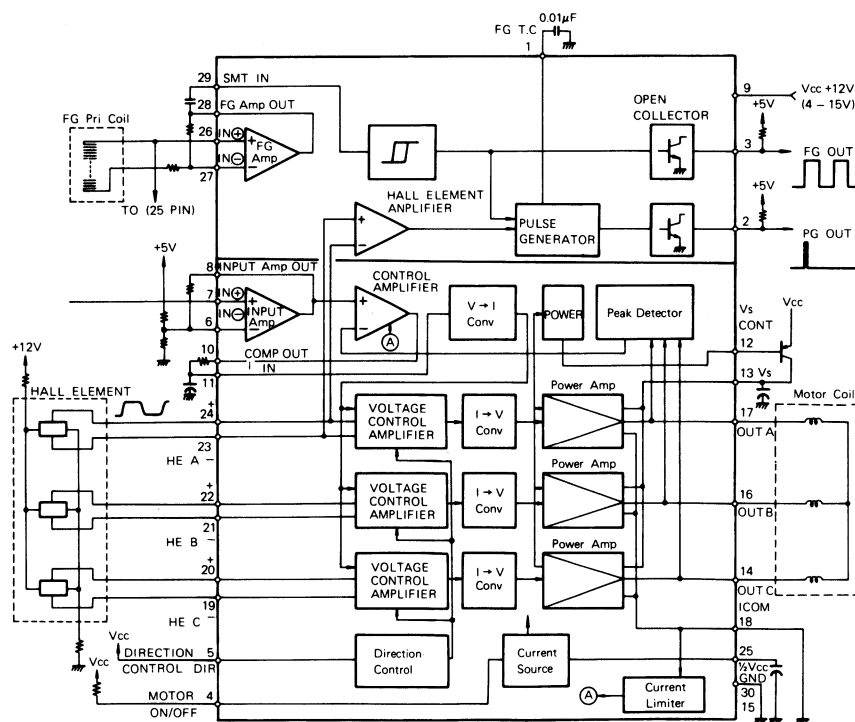 0.01µF
FG T.C
1
29 SMT IN
28 FG Amp OUT
FG Pri Coil
26 IN⊕
+
FG
Amp
−
IN⊖
27
TO (25 PIN)
9
Vcc +12V
(4 – 15V)
OPEN
COLLECTOR
+5V
3
FG OUT
HALL ELEMENT
ANPLIFIER
+
−
PULSE
GENERATOR
+5V
2
PG OUT
+5V
8 INPUT Amp OUT
7 IN⊕
+
INPUT
Amp
−
IN⊖
6
CONTROL
AMPLIFIER
+
−
A
V → I
Conv
POWER
Peak Detector
Vs
CONT
Vcc
12
10
COMP OUT
I IN
11
13 Vs
+12V
HALL ELEMENT
+
24
23
HE A −
VOLTAGE
CONTROL
AMPLIFIER
I → V
Conv
Power Amp
Motor Coil
17
OUT A
+
22
21
HE B −
VOLTAGE
CONTROL
AMPLIFIER
I → V
Conv
Power Amp
16
OUT B
+
20
19
HE C −
VOLTAGE
CONTROL
AMPLIFIER
I → V
Conv
Power Amp
14
OUT C
ICOM
18
Vcc
DIRECTION 5
CONTROL DIR
Direction
Control
Current
Source
25
½Vcc
GND
30
15
Vcc
MOTOR 4
ON/OFF
A
Current
Limiter